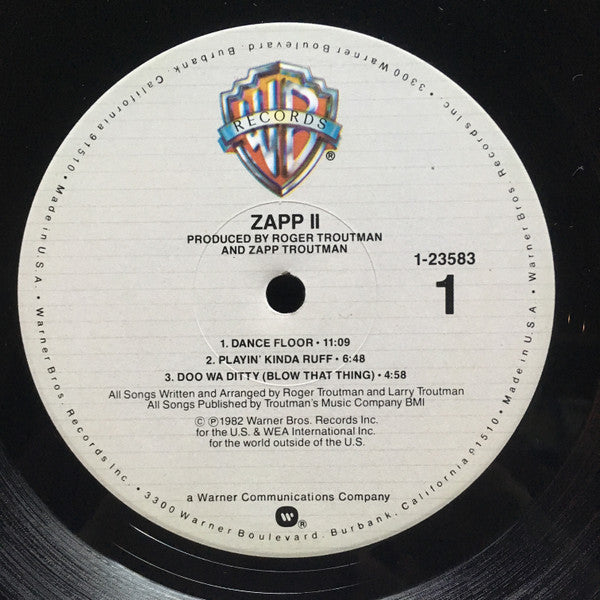 WB
RECORDS
®
ZAPP II
PRODUCED BY ROGER TROUTMAN
AND ZAPP TROUTMAN
1-23583
1
1. DANCE FLOOR • 11:09
2. PLAYIN' KINDA RUFF • 6:48
3. DOO WA DITTY (BLOW THAT THING) • 4:58
All Songs Written and Arranged by Roger Troutman and Larry Troutman
All Songs Published by Troutman's Music Company BMI
© ℗1982 Warner Bros. Records Inc.
for the U.S. & WEA International Inc.
for the world outside of the U.S.
a Warner Communications Company
®
Warner Bros. Records Inc. • 3300 Warner Boulevard, Burbank, California 91510 • Made in U.S.A. • Warner Bros. Records Inc. • 3300 Warner Boulevard, Burbank, California 91510 • Made in U.S.A. •